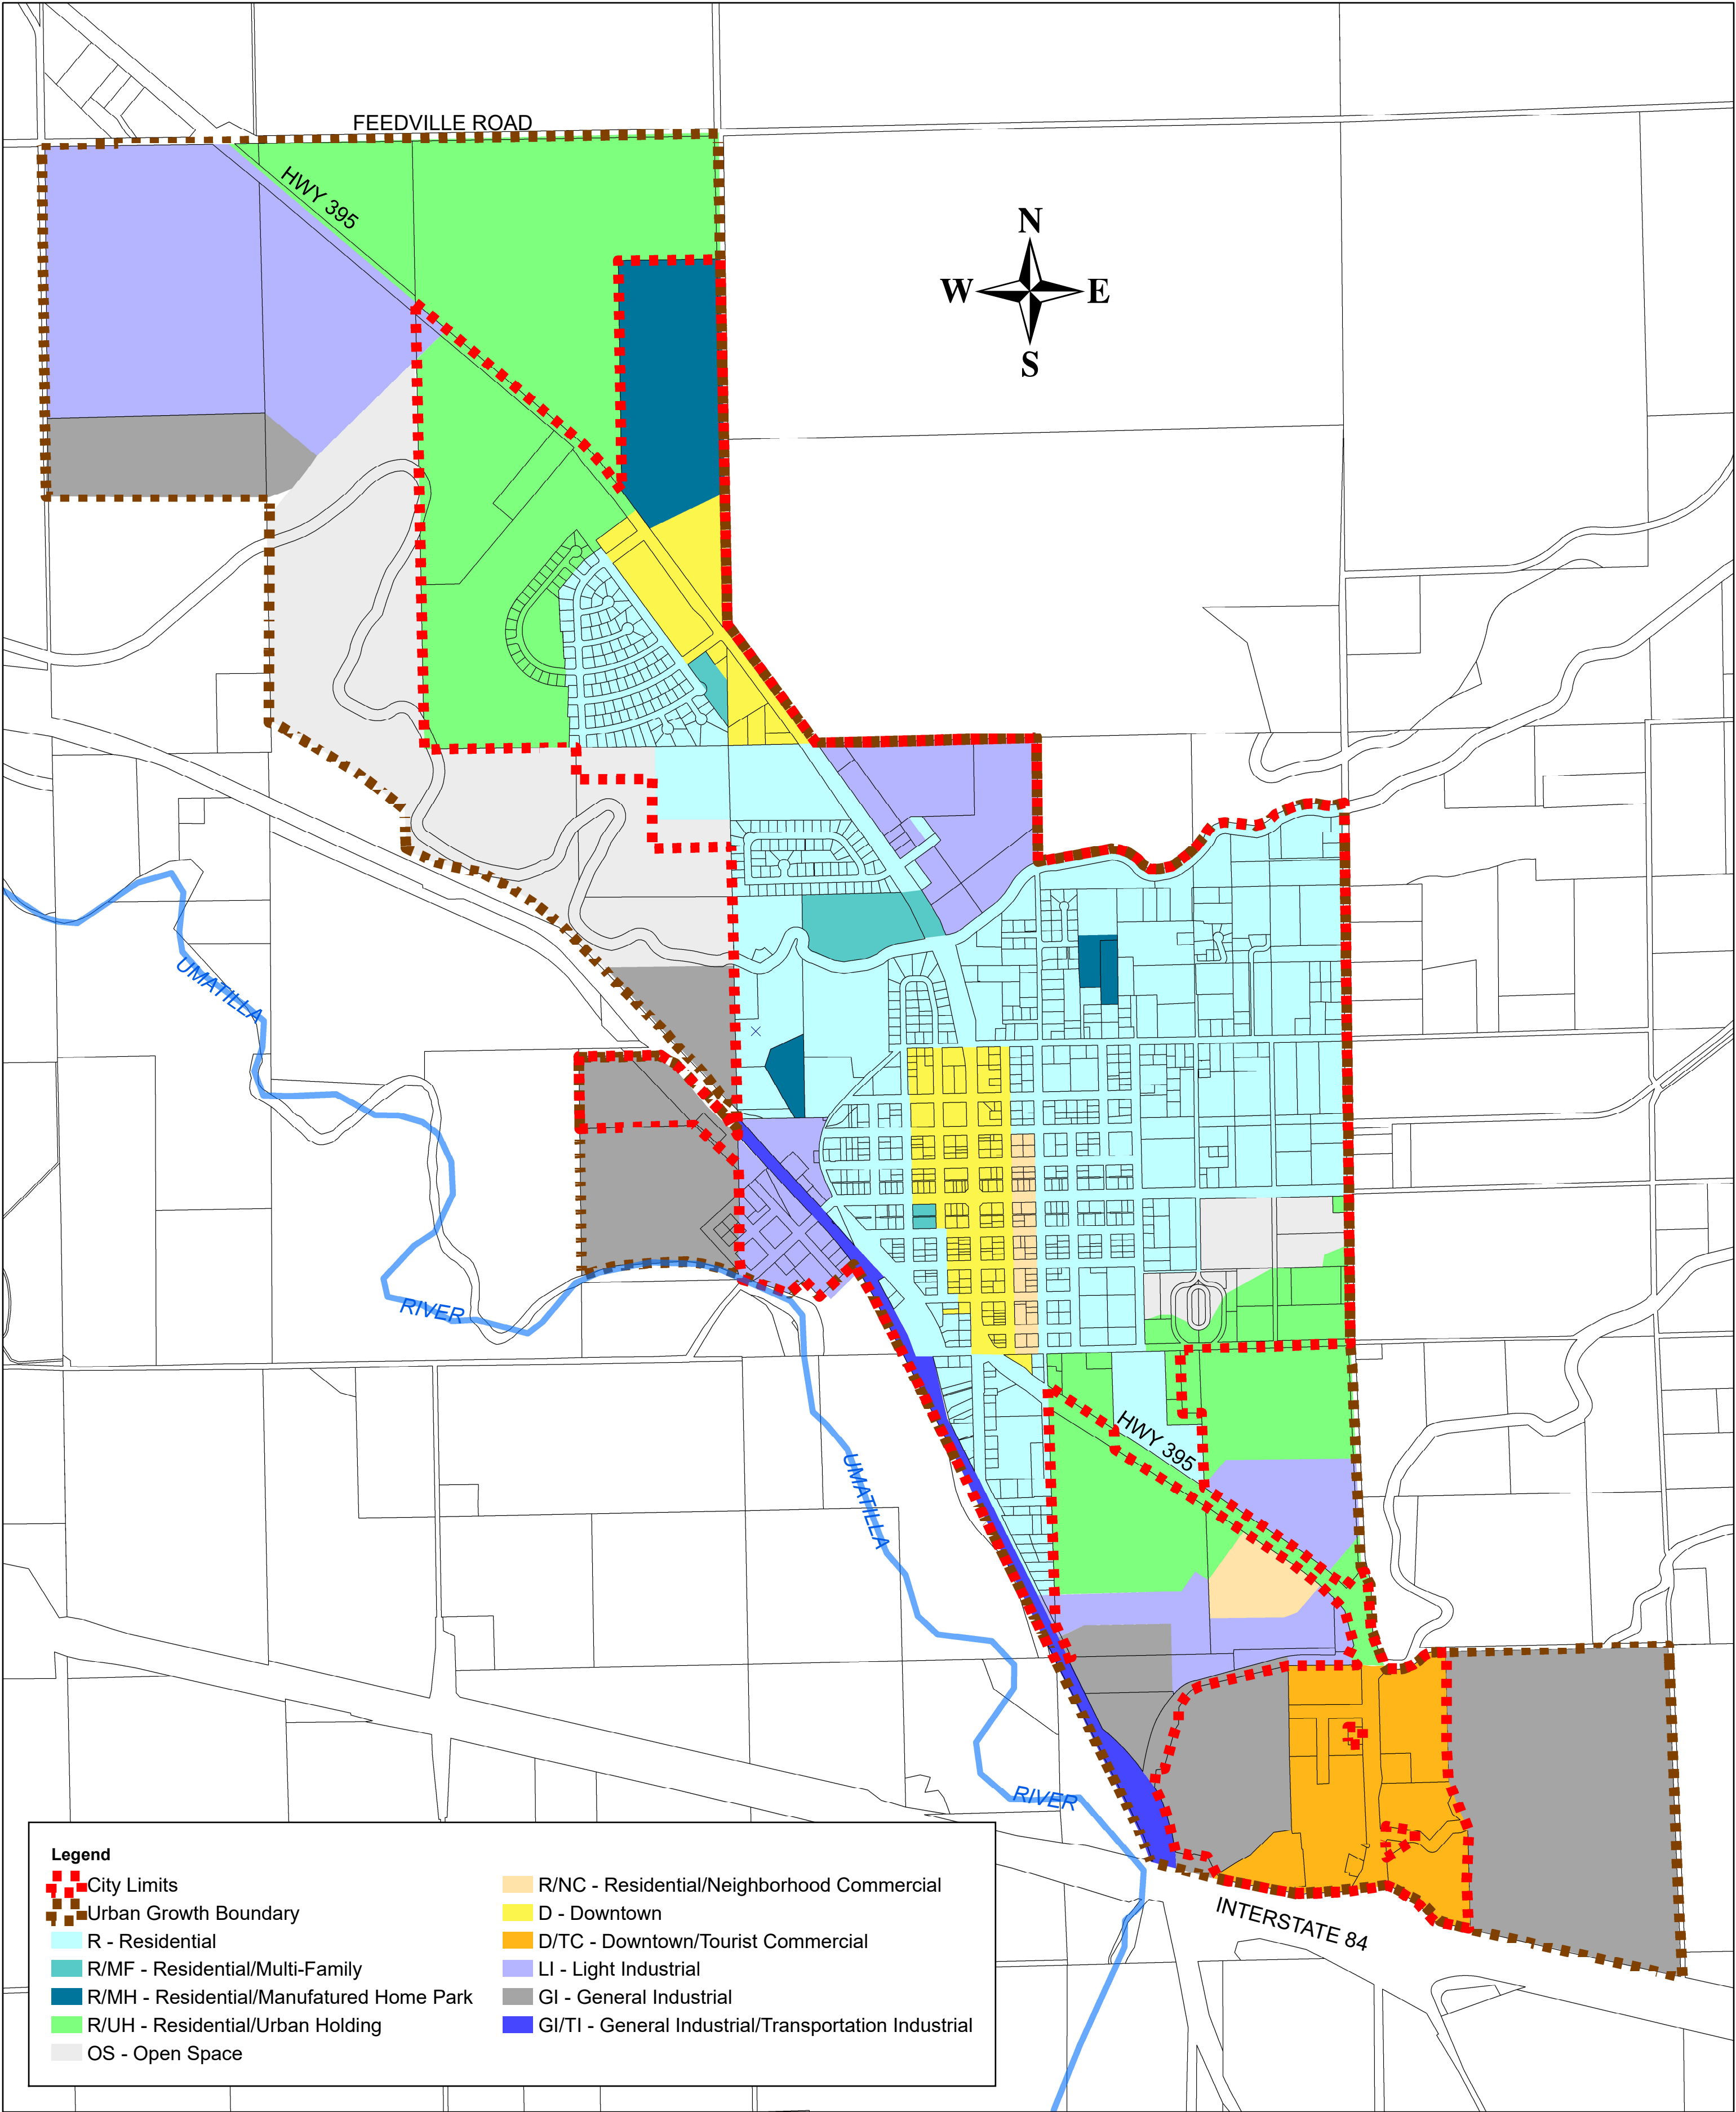 FEEDVILLE ROAD
HWY 395
N
W
E
S
UMATILLA
RIVER
HWY 395
UMATILLA
RIVER
INTERSTATE 84
Legend
City Limits
Urban Growth Boundary
R - Residential
R/MF - Residential/Multi-Family
R/MH - Residential/Manufatured Home Park
R/UH - Residential/Urban Holding
OS - Open Space
R/NC - Residential/Neighborhood Commercial
D - Downtown
D/TC - Downtown/Tourist Commercial
LI - Light Industrial
GI - General Industrial
GI/TI - General Industrial/Transportation Industrial